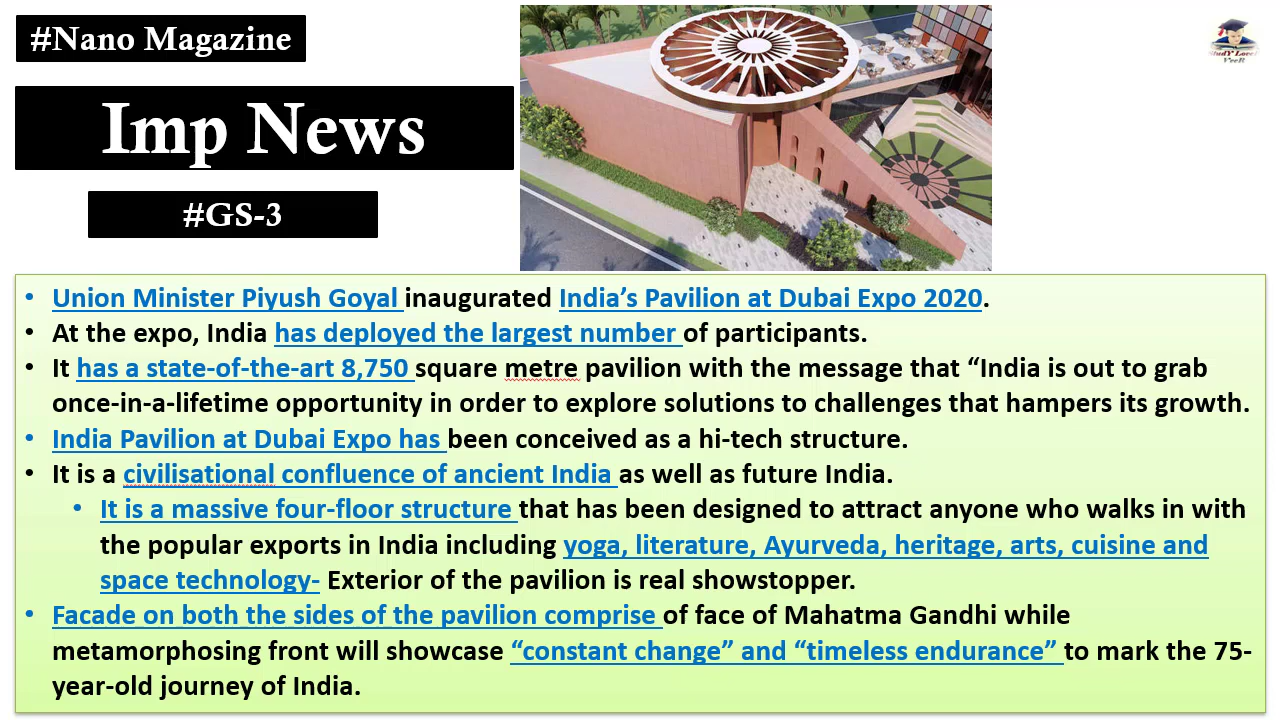 #Nano Magazine
Imp News
#GS-3
• Union Minister Piyush Goyal inaugurated India’s Pavilion at Dubai Expo 2020.
• At the expo, India has deployed the largest number of participants.
• It has a state-of-the-art 8,750 square metre pavilion with the message that “India is out to grab
once-in-a-lifetime opportunity in order to explore solutions to challenges that hampers its growth.
• India Pavilion at Dubai Expo has been conceived as a hi-tech structure.
• It is a civilisational confluence of ancient India as well as future India.
• It is a massive four-floor structure that has been designed to attract anyone who walks in with
the popular exports in India including yoga, literature, Ayurveda, heritage, arts, cuisine and
space technology- Exterior of the pavilion is real showstopper.
• Facade on both the sides of the pavilion comprise of face of Mahatma Gandhi while
metamorphosing front will showcase “constant change” and “timeless endurance” to mark the 75-
year-old journey of India.